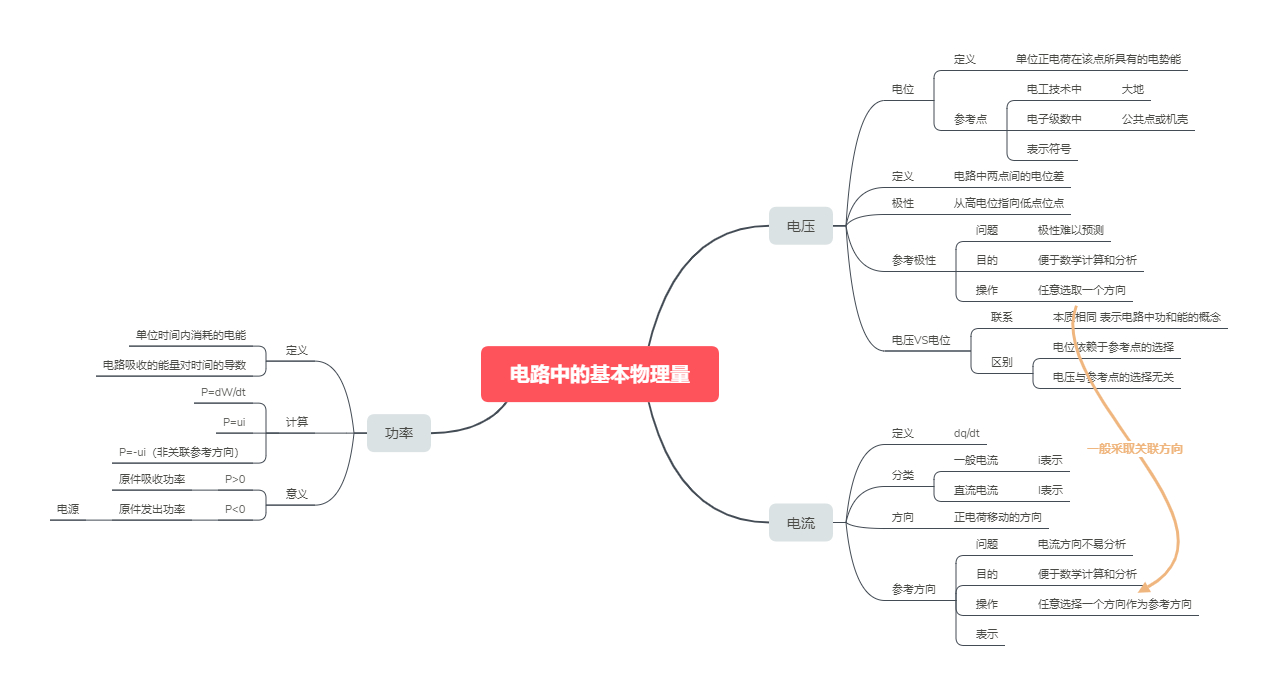 电路中的基本物理量
电压
电位
定义
单位正电荷在该点所具有的电势能
参考点
电工技术中
大地
电子级数中
公共点或机壳
表示符号
定义
电路中两点间的电位差
极性
从高电位指向低点位点
参考极性
问题
极性难以预测
目的
便于数学计算和分析
操作
任意选取一个方向
电压VS电位
联系
本质相同 表示电路中功和能的概念
区别
电位依赖于参考点的选择
电压与参考点的选择无关
一般采取关联方向
电流
定义
dq/dt
分类
一般电流
i表示
直流电流
I表示
方向
正电荷移动的方向
参考方向
问题
电流方向不易分析
目的
便于数学计算和分析
操作
任意选择一个方向作为参考方向
表示
功率
定义
单位时间内消耗的电能
电路吸收的能量对时间的导数
计算
P=dW/dt
P=ui
P=-ui（非关联参考方向）
意义
P>0
原件吸收功率
P<0
原件发出功率
电源